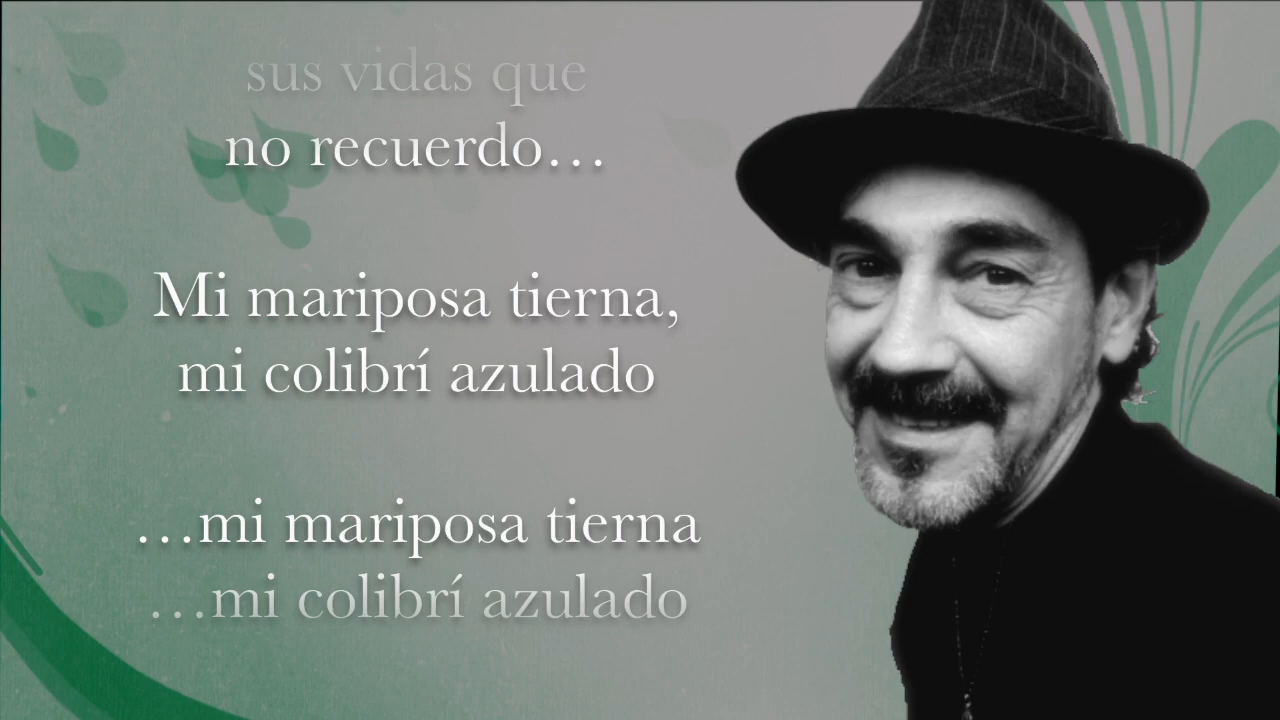 sus vidas que
no recuerdo…
Mi mariposa tierna,
mi colibrí azulado
…mi mariposa tierna
…mi colibrí azulado